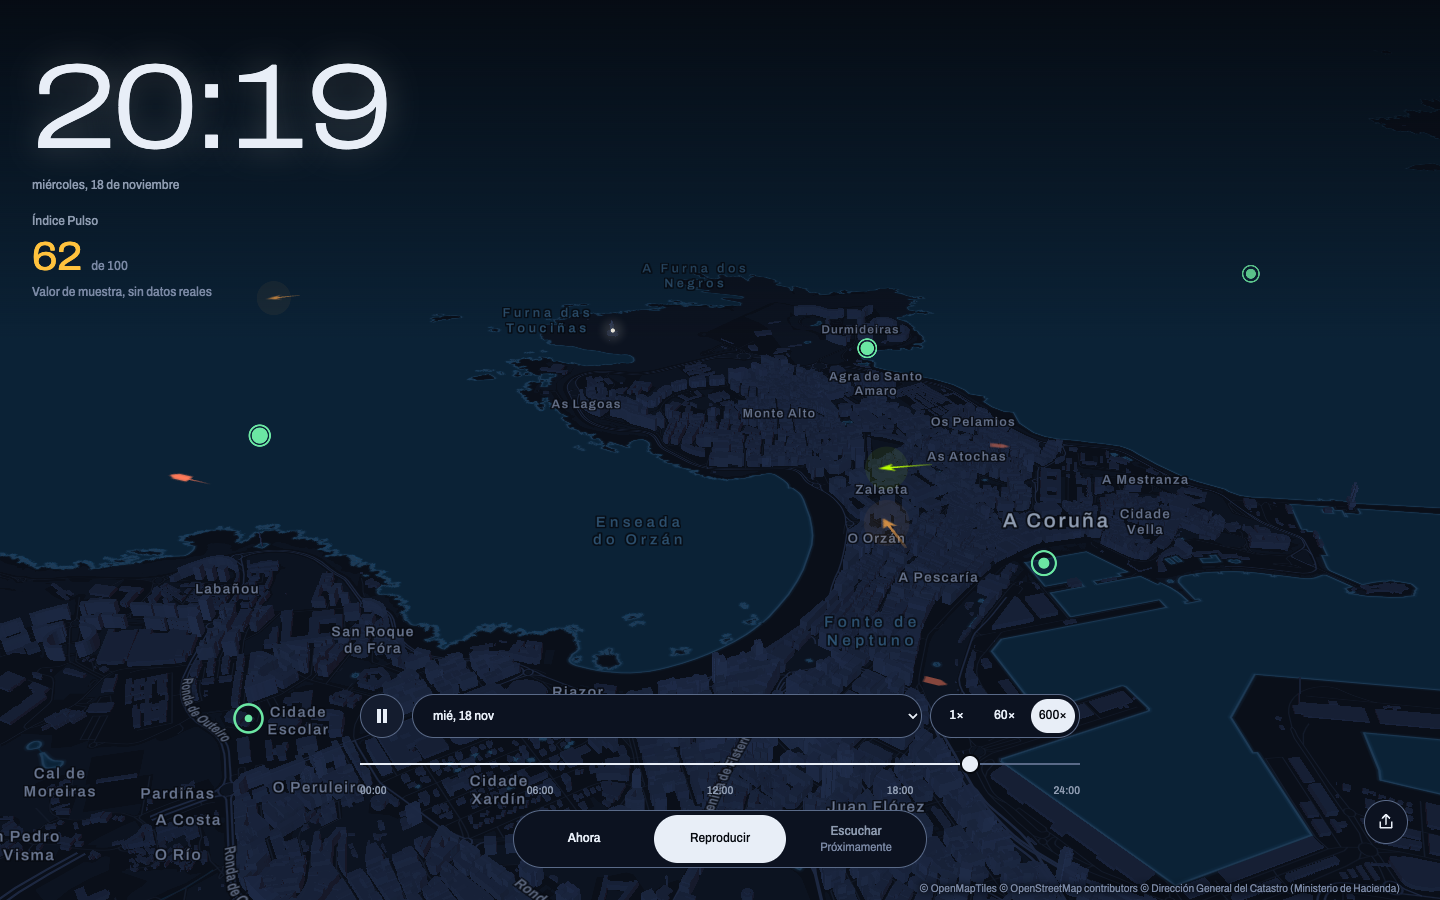 20:19
miércoles, 18 de noviembre
Índice Pulso
62 de 100
Valor de muestra, sin datos reales
A Furna dos
Negros
Furna das
Touciñas
Durmideiras
Agra de Santo
Amaro
As Lagoas
Monte Alto
Os Pelamios
As Atochas
Zalaeta
A Mestranza
A Coruña
Cidade
Vella
Enseada
do Orzán
O Orzán
A Pescaría
Labañou
Fonte de
Neptuno
San Roque
de Fóra
Riazor
Ronda de Outeiro
Cidade
Escolar
mié, 18 nov
1×
60×
600×
Cal de
Moreiras
Pardiñas
O Peruleiro
Cidade
Xardín
00:00
06:00
12:00
18:00
24:00
Juan Flórez
A Costa
O Río
Visma
Ahora
Reproducir
Escuchar
Próximamente
© OpenMapTiles © OpenStreetMap contributors © Dirección General del Catastro (Ministerio de Hacienda)